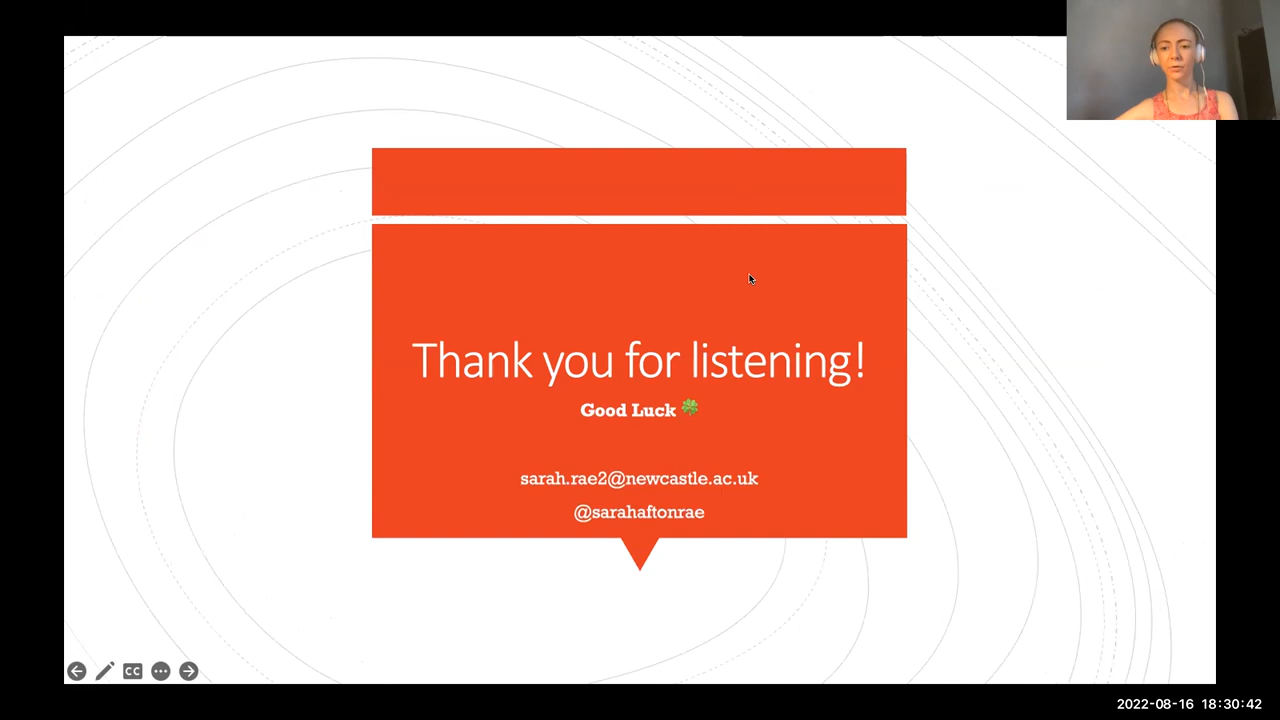 Thank you for listening!
Good Luck 🍀
sarah.rae2@newcastle.ac.uk
@sarahaftonrae
CC
2022-08-16 18:30:42